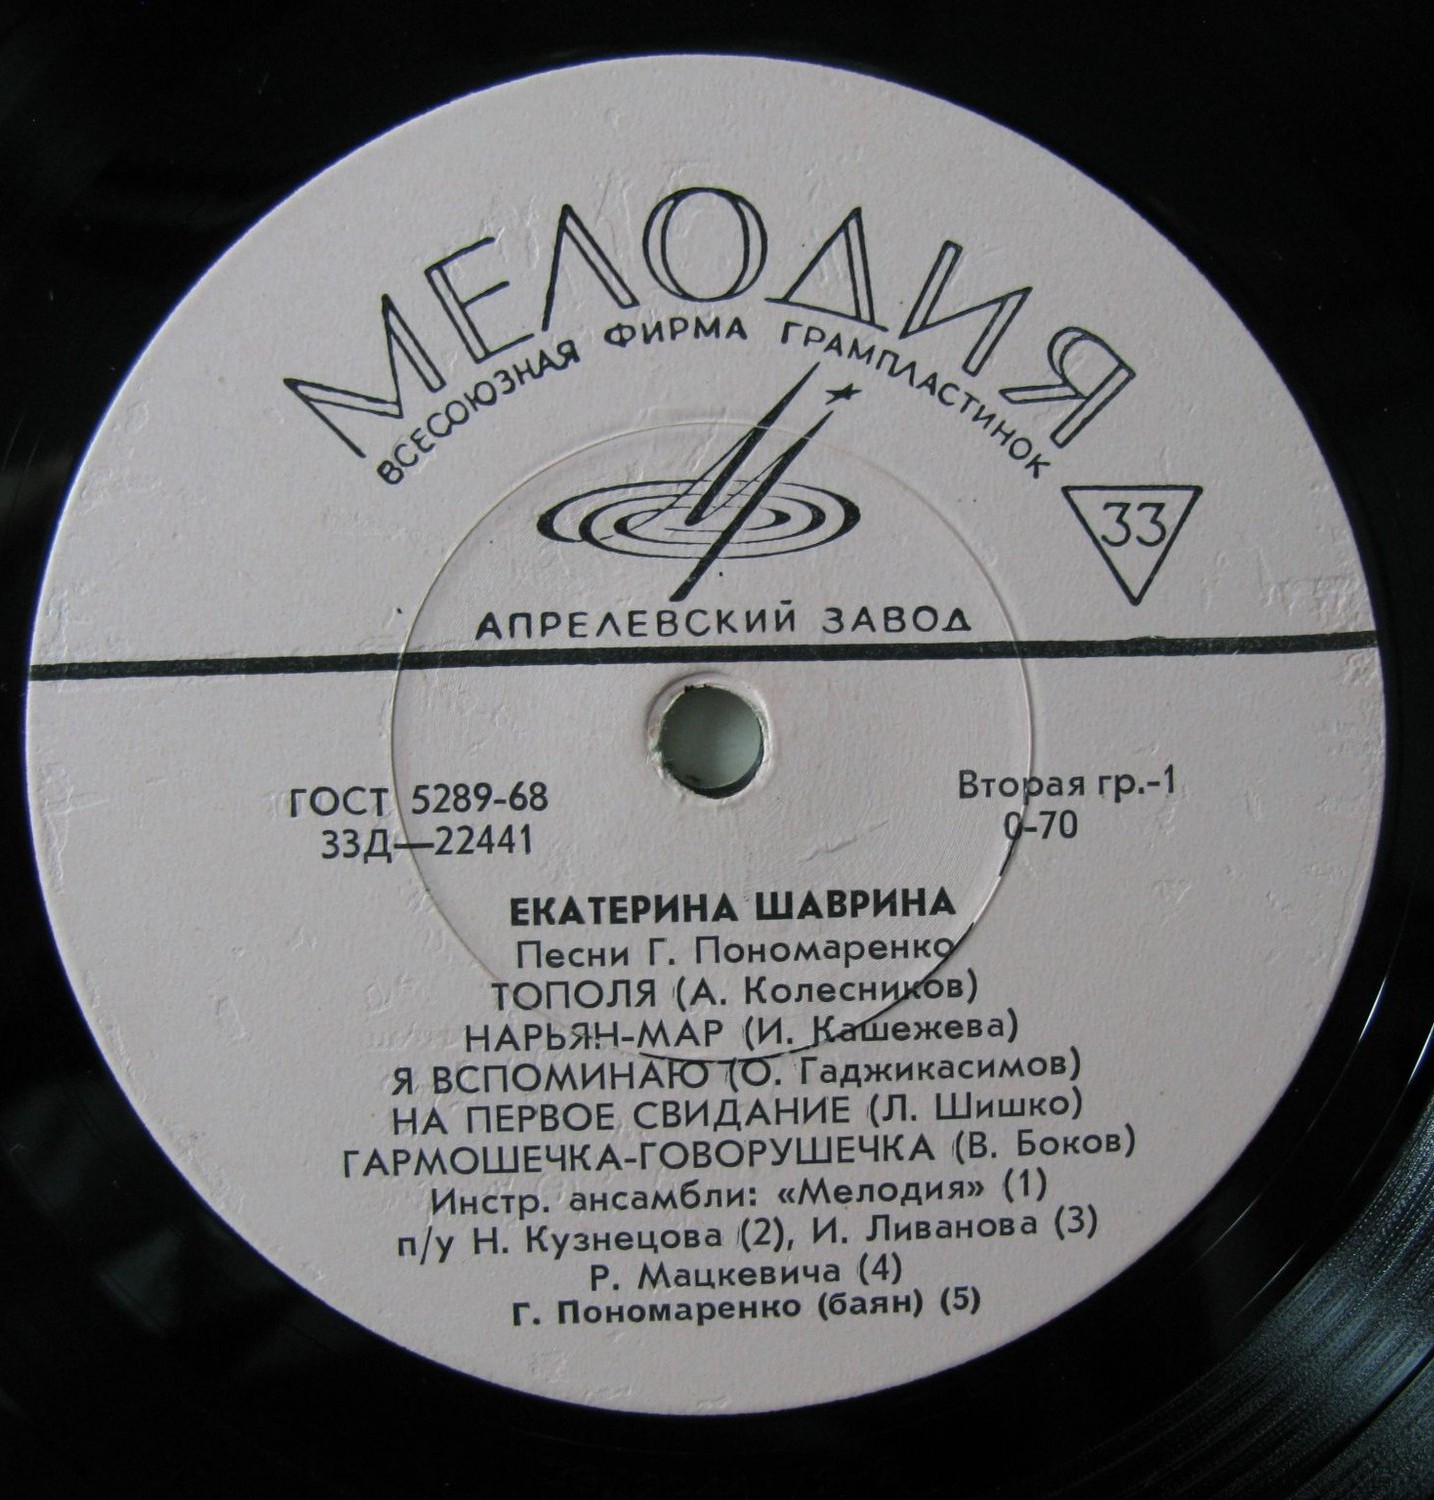 МЕЛОДИЯ
ВСЕСОЮЗНАЯ ФИРМА ГРАМПЛАСТИНОК
33
АПРЕЛЕВСКИЙ ЗАВОД
ГОСТ 5289-68
33Д—22441
Вторая гр.-1
0-70
ЕКАТЕРИНА ШАВРИНА
Песни Г. Пономаренко
ТОПОЛЯ (А. Колесников)
НАРЬЯН-МАР (И. Кашежева)
Я ВСПОМИНАЮ (О. Гаджикасимов)
НА ПЕРВОЕ СВИДАНИЕ (Л. Шишко)
ГАРМОШЕЧКА-ГОВОРУШЕЧКА (В. Боков)
Инстр. ансамбли: «Мелодия» (1)
п/у Н. Кузнецова (2), И. Ливанова (3)
Р. Мацкевича (4)
Г. Пономаренко (баян) (5)